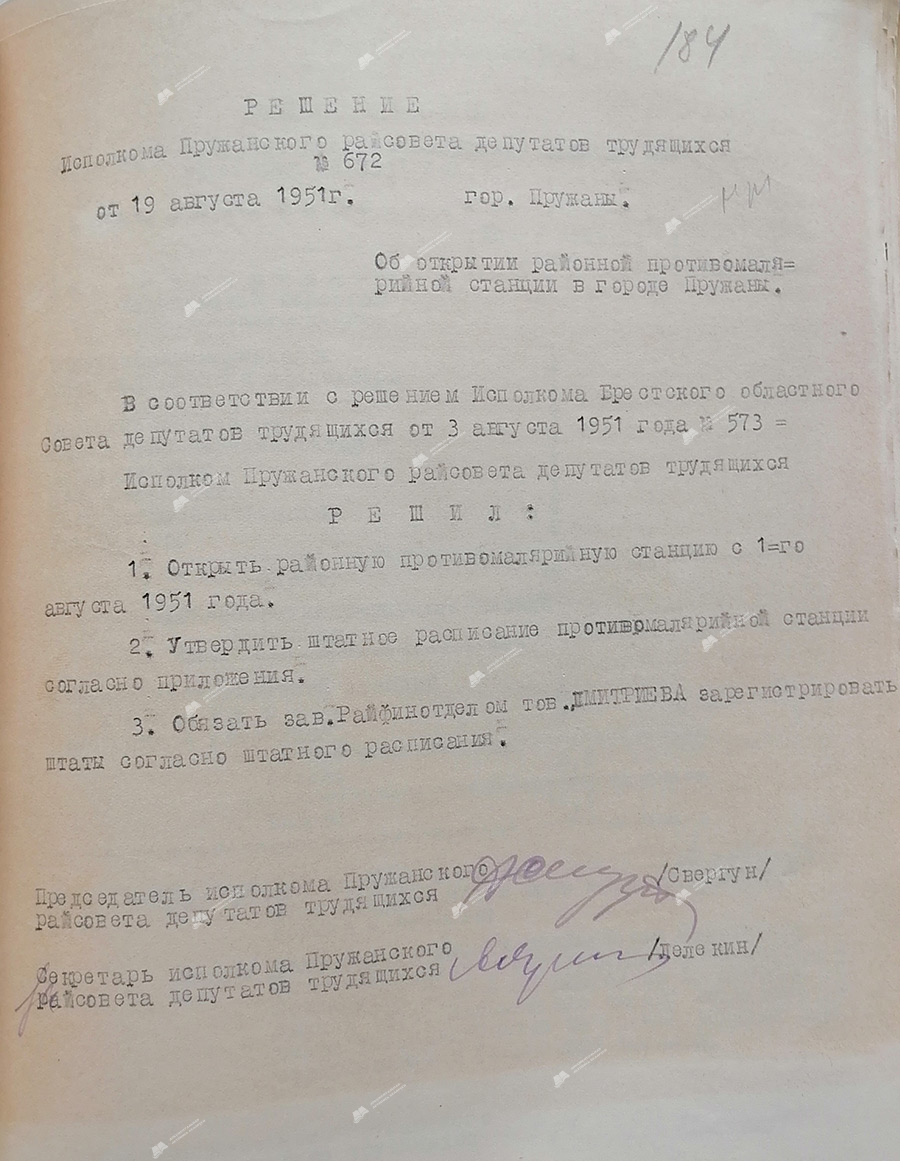 184
РЕШЕНИЕ
Исполкома Пружанского райсовета депутатов трудящихся
№ 672
от 19 августа 1951г. гор. Пружаны.
Об открытии районной противомаля=
рийной станции в городе Пружаны.
В соответствии с решением Исполкома Брестского областного
Совета депутатов трудящихся от 3 августа 1951 года № 573 =
Исполком Пружанского райсовета депутатов трудящихся
РЕШИЛ:
1. Открыть районную противомалярийную станцию с 1=го
августа 1951 года.
2. Утвердить штатное расписание противомалярийной станции
согласно приложения.
3. Обязать зав.Райфинотделом тов.ДМИТРИЕВА зарегистрировать
штаты согласно штатного расписания.
Председатель исполкома Пружанского /Свергун/
райсовета депутатов трудящихся
Секретарь исполкома Пружанского /Делекин/
райсовета депутатов трудящихся